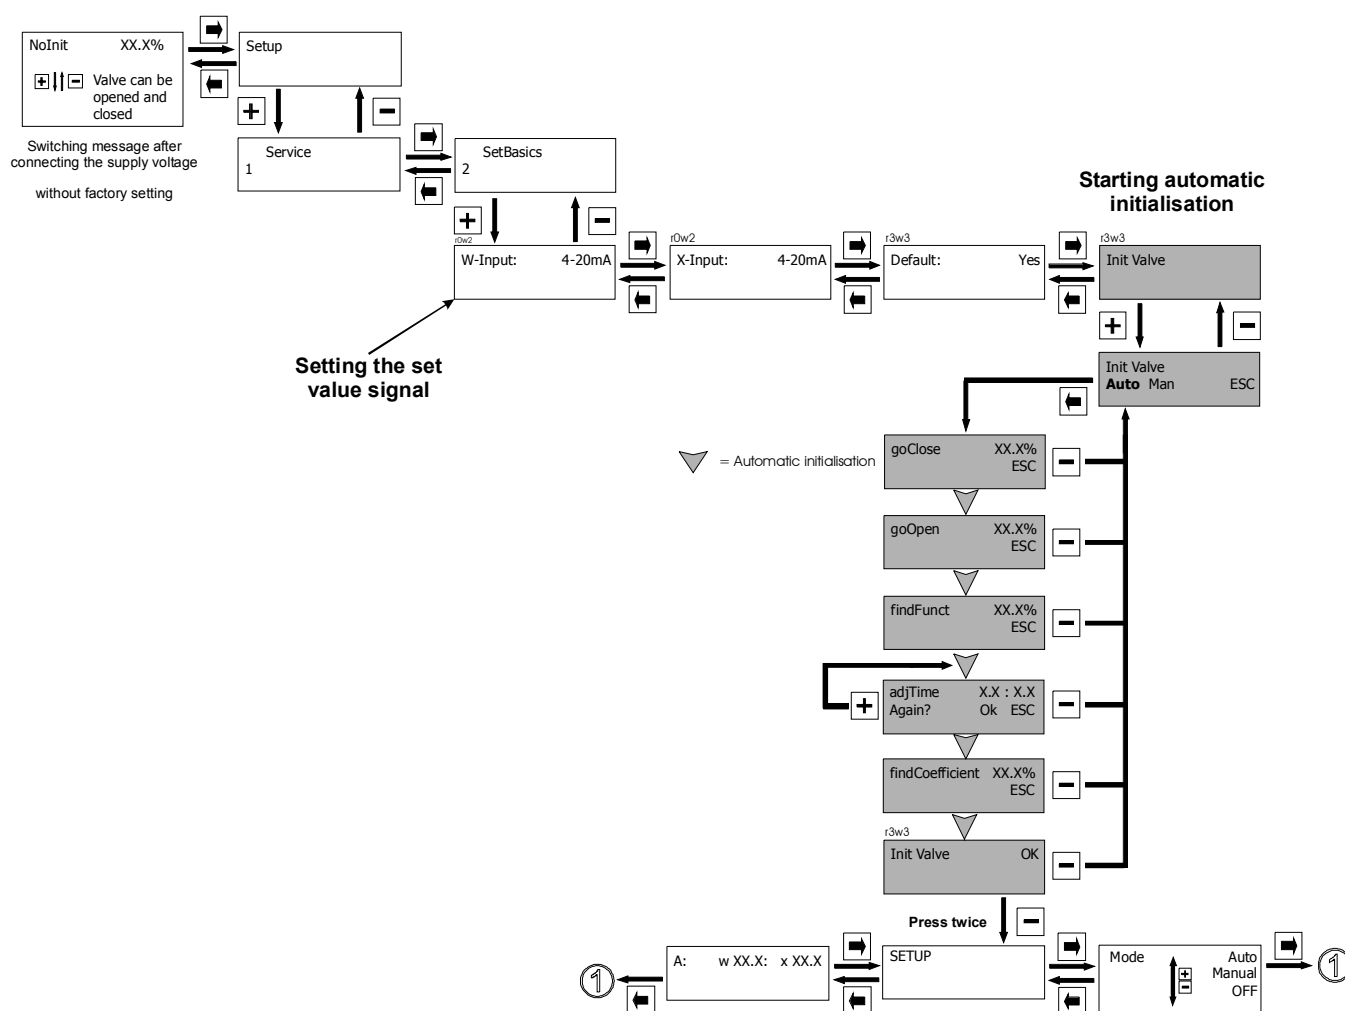 NoInit XX.X%
Valve can be
opened and
closed
Switching message after
connecting the supply voltage
without factory setting
Setup
+
−
Service
1
SetBasics
2
+
−
r0w2
W-Input: 4-20mA
r0w2
X-Input: 4-20mA
r3w3
Default: Yes
Starting automatic
initialisation
r3w3
Init Valve
+
−
Setting the set
value signal
Init Valve
Auto Man ESC
= Automatic initialisation
goClose XX.X%
ESC
−
goOpen XX.X%
ESC
−
findFunct XX.X%
ESC
−
+
adjTime X.X : X.X
Again? Ok ESC
−
findCoefficient XX.X%
ESC
−
r3w3
Init Valve OK
−
Press twice
−
1
A: w XX.X: x XX.X
SETUP
Mode Auto
Manual
OFF
+
−
1